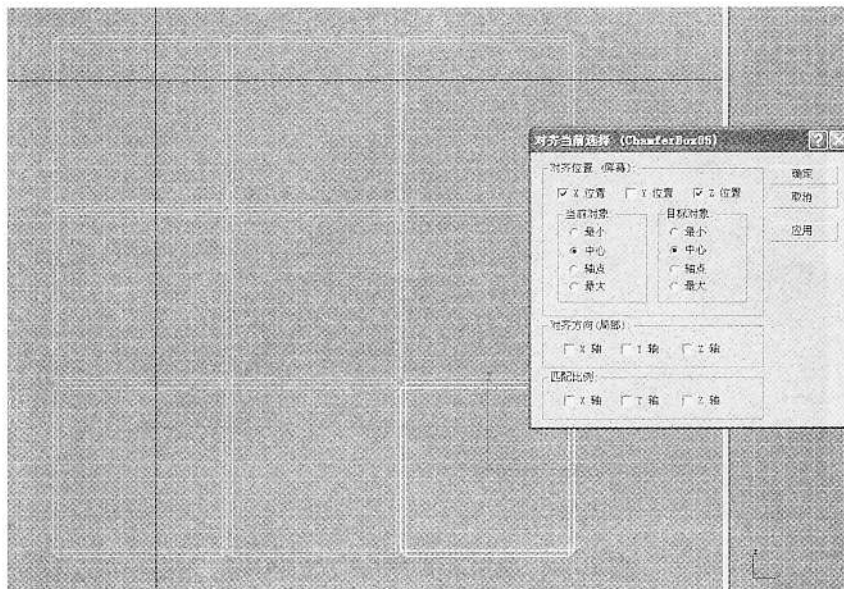 对齐当前选择 (ChamferBox05)
对齐位置 (屏幕):
X 位置 Y 位置 Z 位置
当前对象:
最小
中心
轴点
最大
目标对象:
最小
中心
轴点
最大
对齐方向(局部):
X 轴 Y 轴 Z 轴
匹配比例:
X 轴 Y 轴 Z 轴
确定
取消
应用